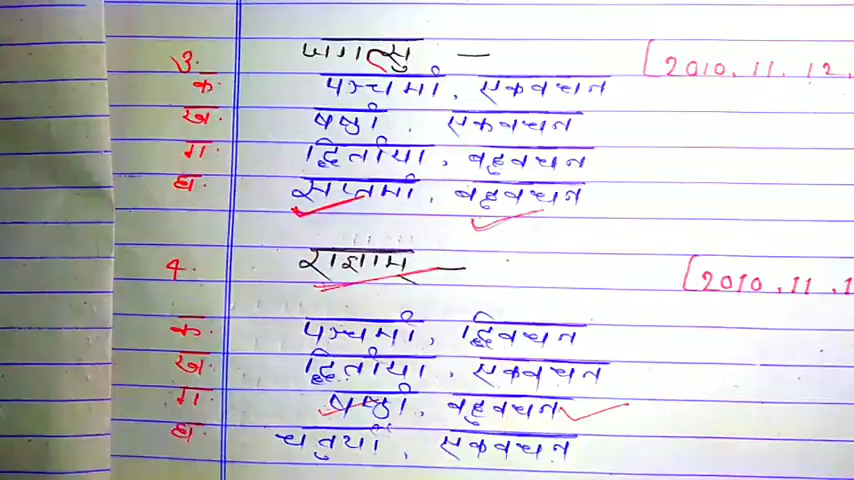 3. जगत्सु — [2010, 11, 12,
क. पञ्चमी, एकवचन
ख. षष्ठी, एकवचन
ग. द्वितीया, बहुवचन
घ. सप्तमी, बहुवचन
4. राज्ञाम् — [2010, 11, 1
क. पञ्चमी, द्विवचन
ख. द्वितीया, एकवचन
ग. षष्ठी, बहुवचन
घ. चतुर्थी, एकवचन